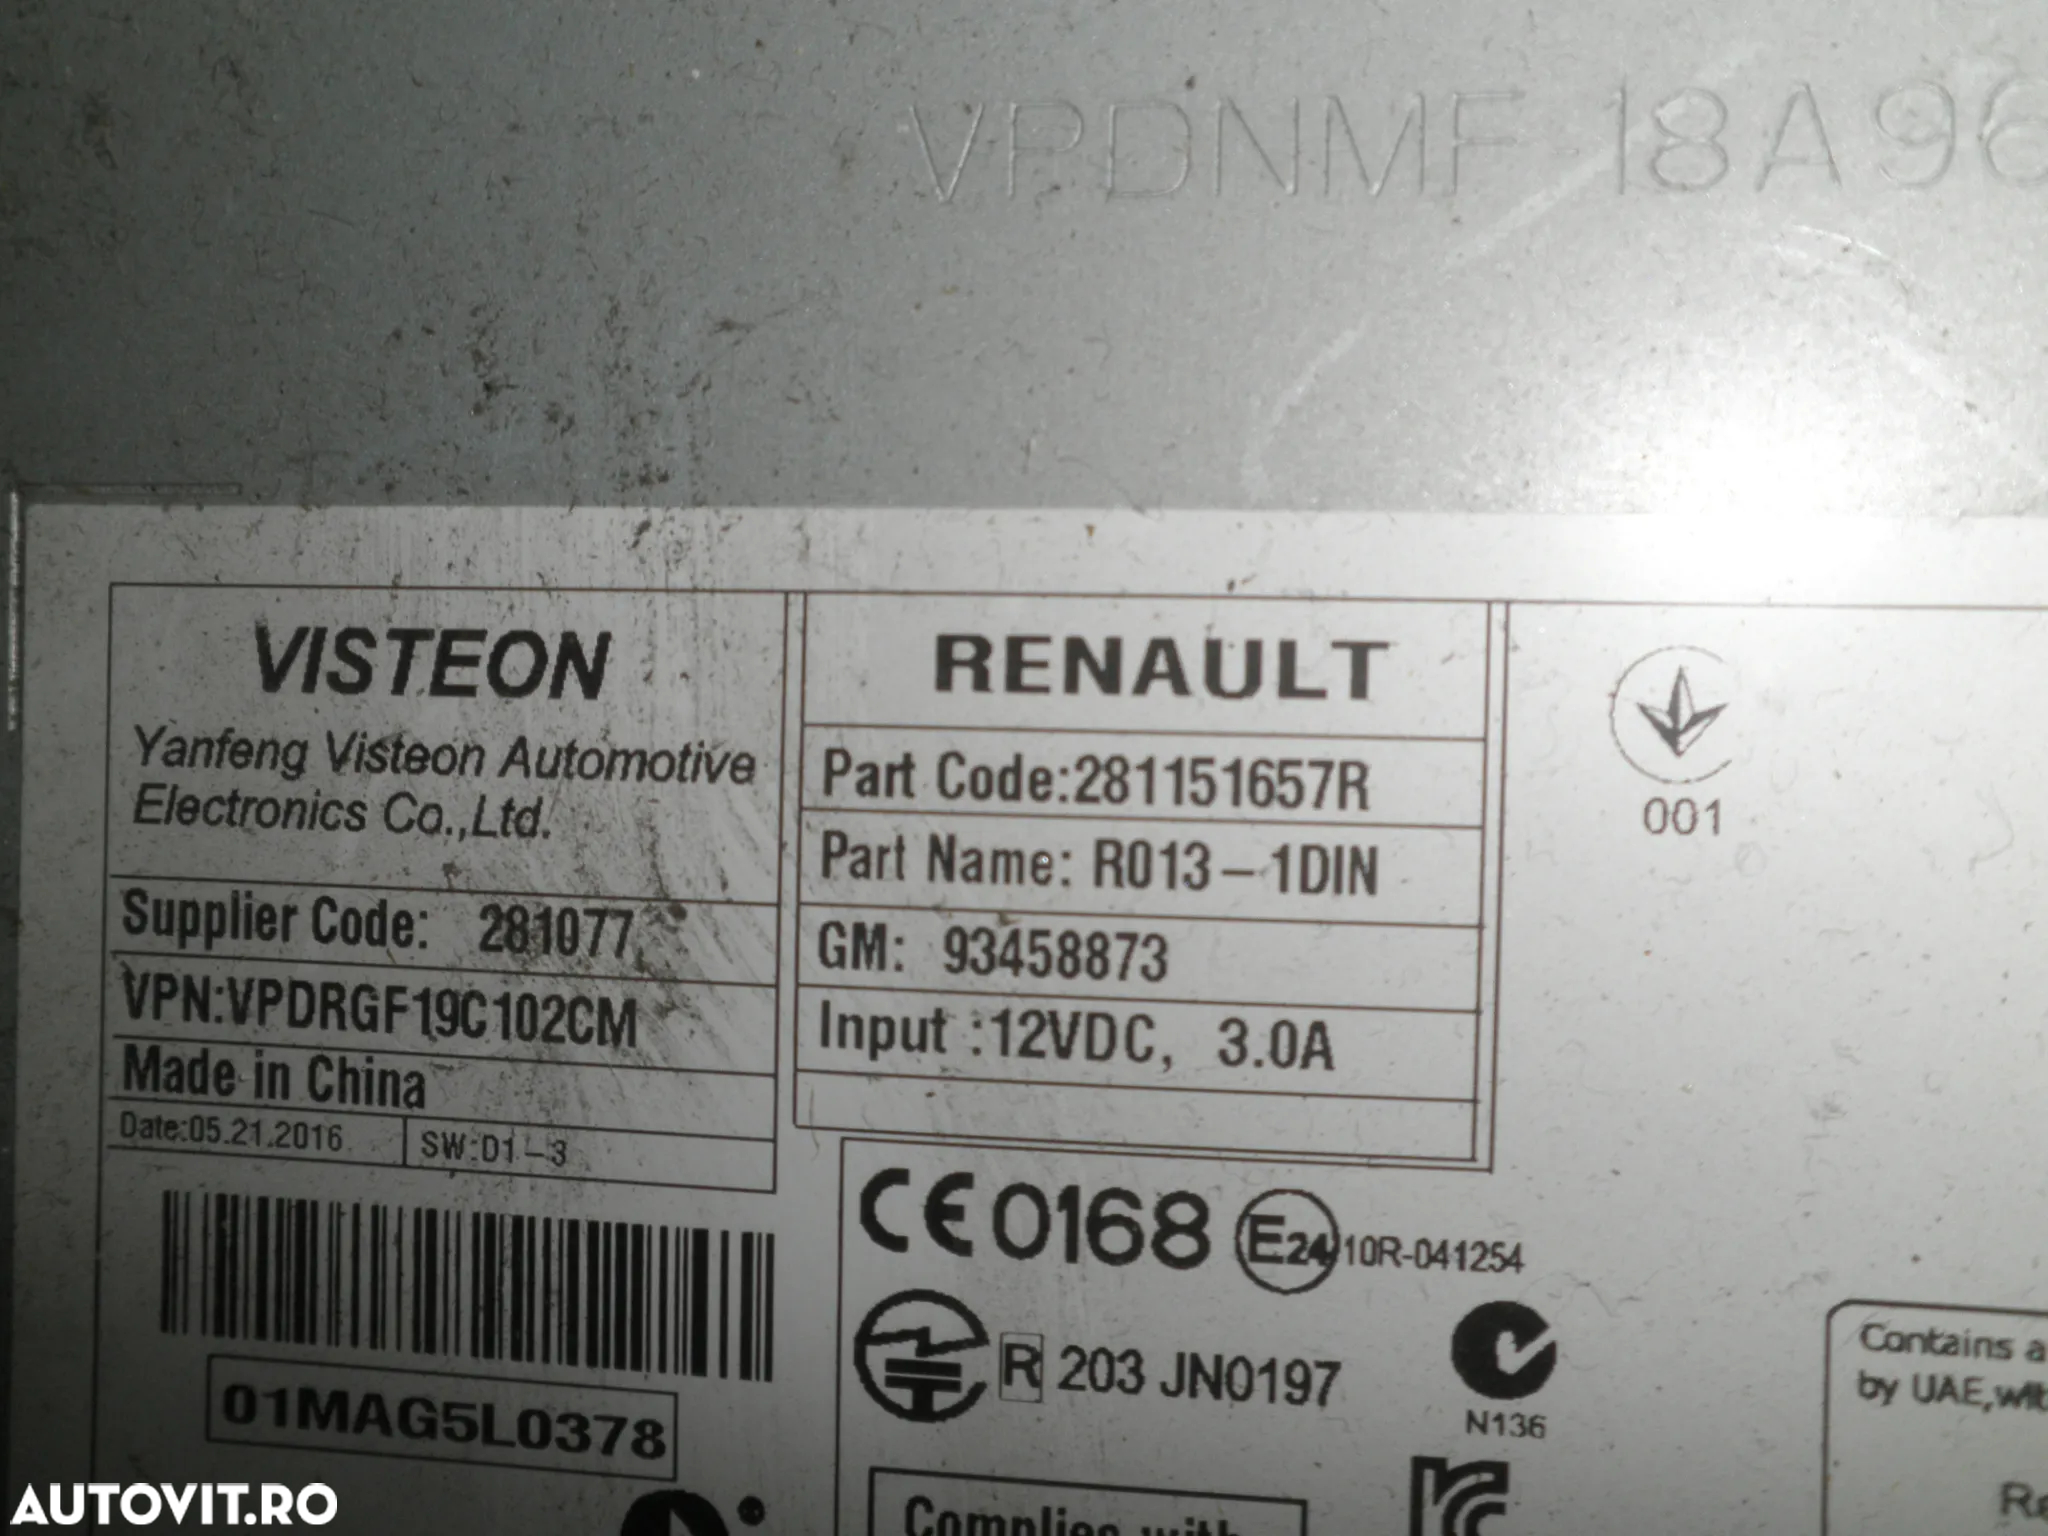 VPDNMF 18A96
VISTEON
Yanfeng Visteon Automotive
Electronics Co.,Ltd.
Supplier Code: 281077
VPN:VPDRGF19C102CM
Made in China
Date:05.21.2016
SW:D1-3
01MAG5L0378
RENAULT
Part Code:281151657R
Part Name: R013-1DIN
GM: 93458873
Input :12VDC, 3.0A
001
CE0168 E24 10R-041254
R 203 JN0197
N136
Complies with
Contains a
by UAE,
AUTOVIT.RO